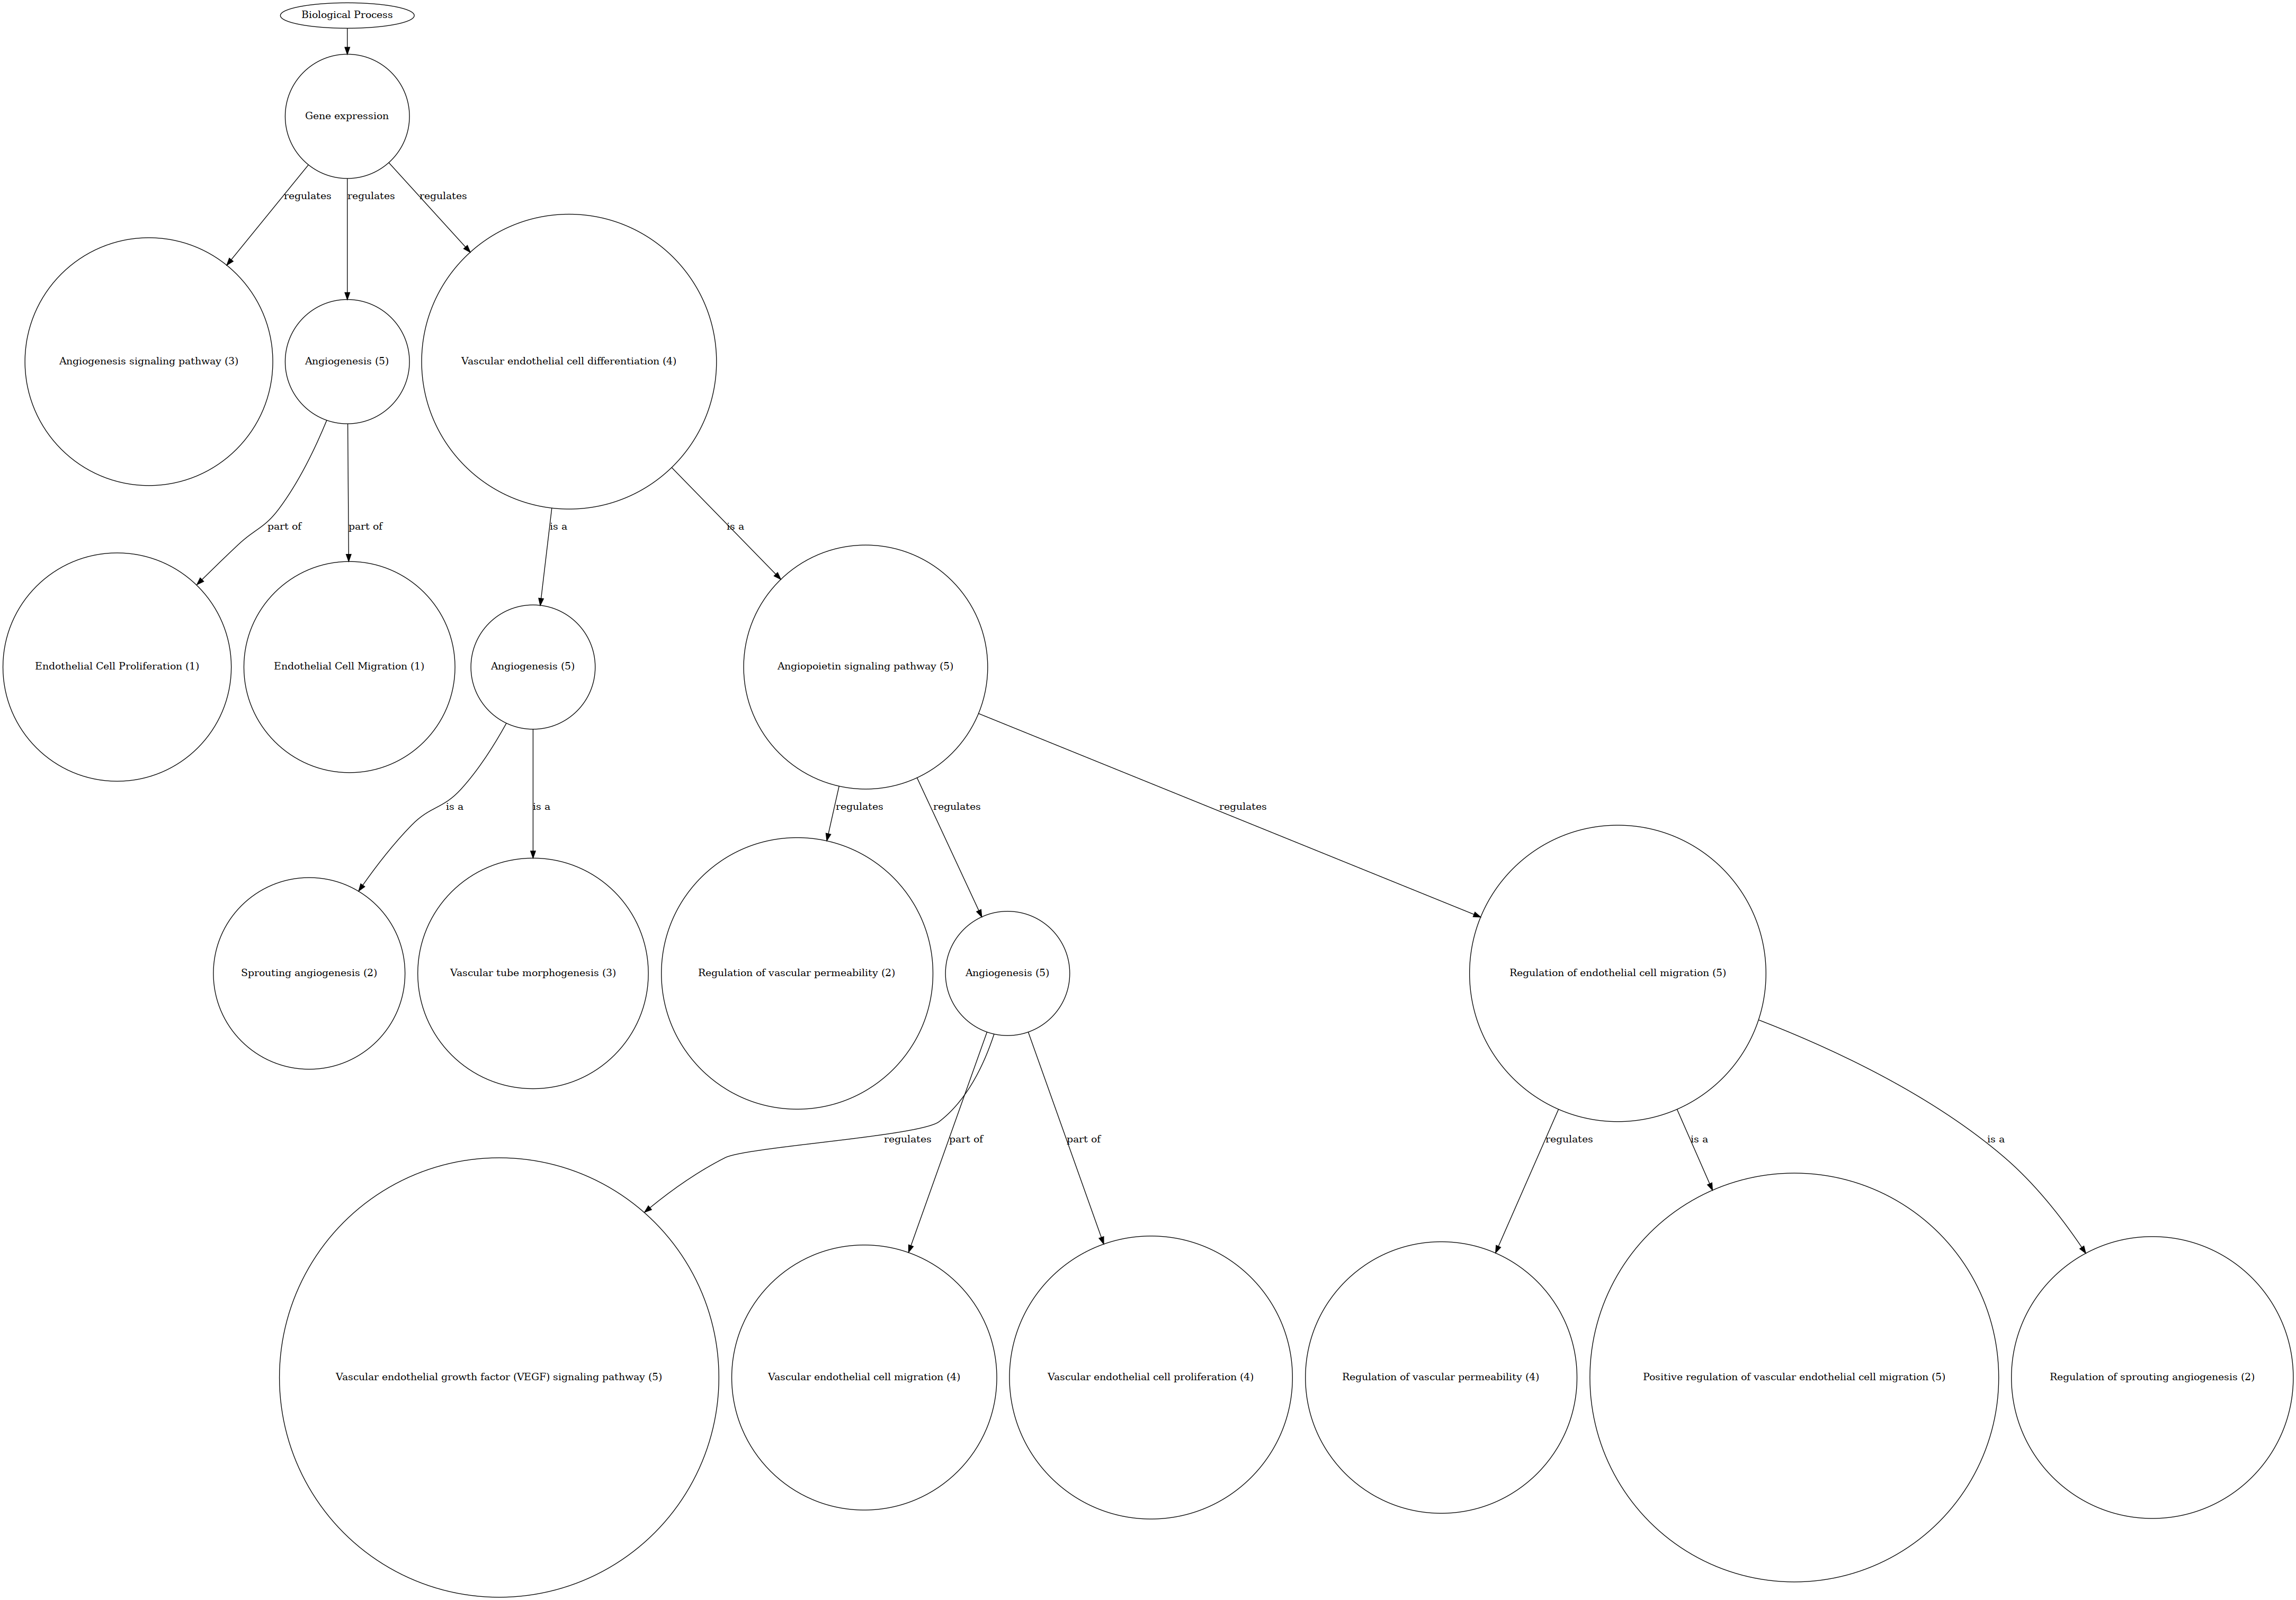 Biological Process
Gene expression
regulates
regulates
regulates
Angiogenesis signaling pathway (3)
Angiogenesis (5)
Vascular endothelial cell differentiation (4)
part of
part of
is a
is a
Endothelial Cell Proliferation (1)
Endothelial Cell Migration (1)
Angiogenesis (5)
Angiopoietin signaling pathway (5)
is a
is a
regulates
regulates
regulates
Sprouting angiogenesis (2)
Vascular tube morphogenesis (3)
Regulation of vascular permeability (2)
Angiogenesis (5)
Regulation of endothelial cell migration (5)
regulates
part of
part of
regulates
is a
is a
Vascular endothelial growth factor (VEGF) signaling pathway (5)
Vascular endothelial cell migration (4)
Vascular endothelial cell proliferation (4)
Regulation of vascular permeability (4)
Positive regulation of vascular endothelial cell migration (5)
Regulation of sprouting angiogenesis (2)